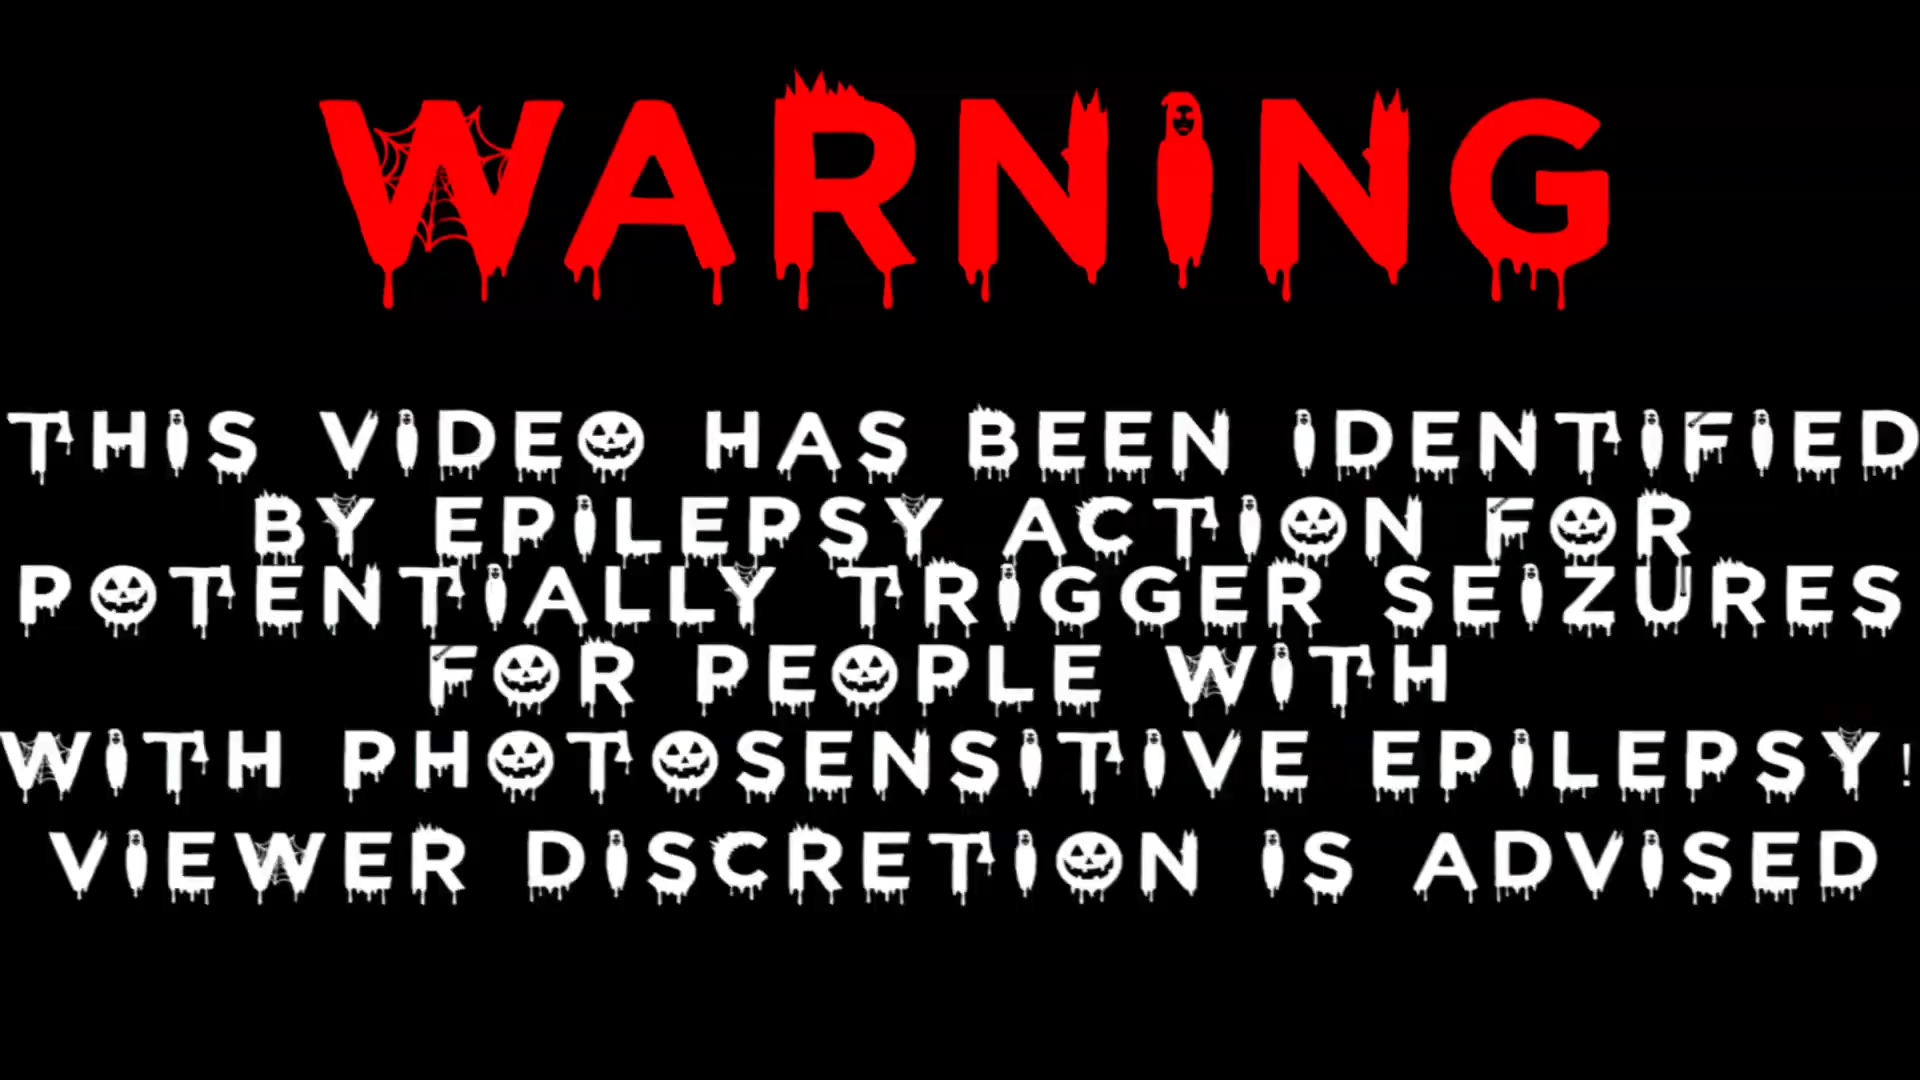 WARNING
THIS VIDEO HAS BEEN IDENTIFIED
BY EPILEPSY ACTION FOR
POTENTIALLY TRIGGER SEIZURES
FOR PEOPLE WITH
WITH PHOTOSENSITIVE EPILEPSY!
VIEWER DISCRETION IS ADVISED